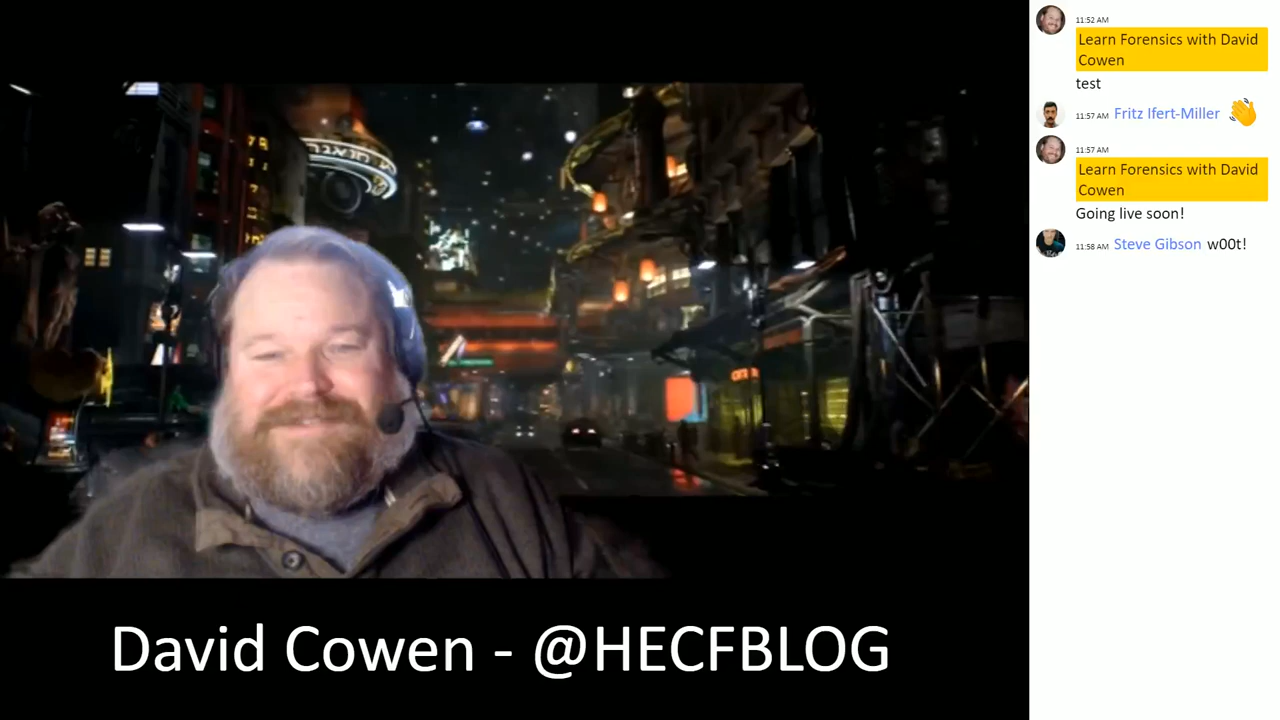 David Cowen - @HECFBLOG
11:52 AM
Learn Forensics with David
Cowen
test
11:57 AM Fritz Ifert-Miller 👋
11:57 AM
Learn Forensics with David
Cowen
Going live soon!
11:58 AM Steve Gibson w00t!